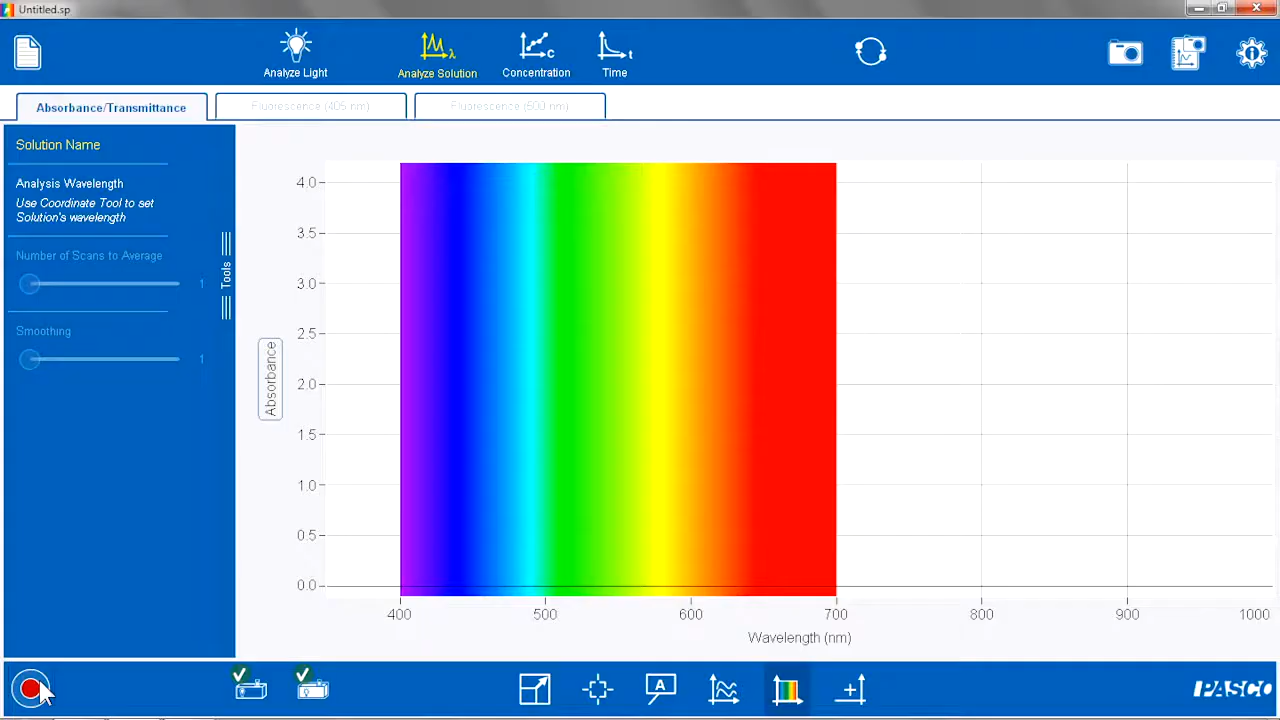 Untitled.sp
Analyze Light
λ
Analyze Solution
C
Concentration
t
Time
Absorbance/Transmittance
Fluorescence (405 nm)
Fluorescence (500 nm)
Solution Name
Analysis Wavelength
Use Coordinate Tool to set
Solution's wavelength
Number of Scans to Average
1
Smoothing
1
Tools
Absorbance
4.0
3.5
3.0
2.5
2.0
1.5
1.0
0.5
0.0
400 500 600 700 800 900 1000
Wavelength (nm)
A
PASCO